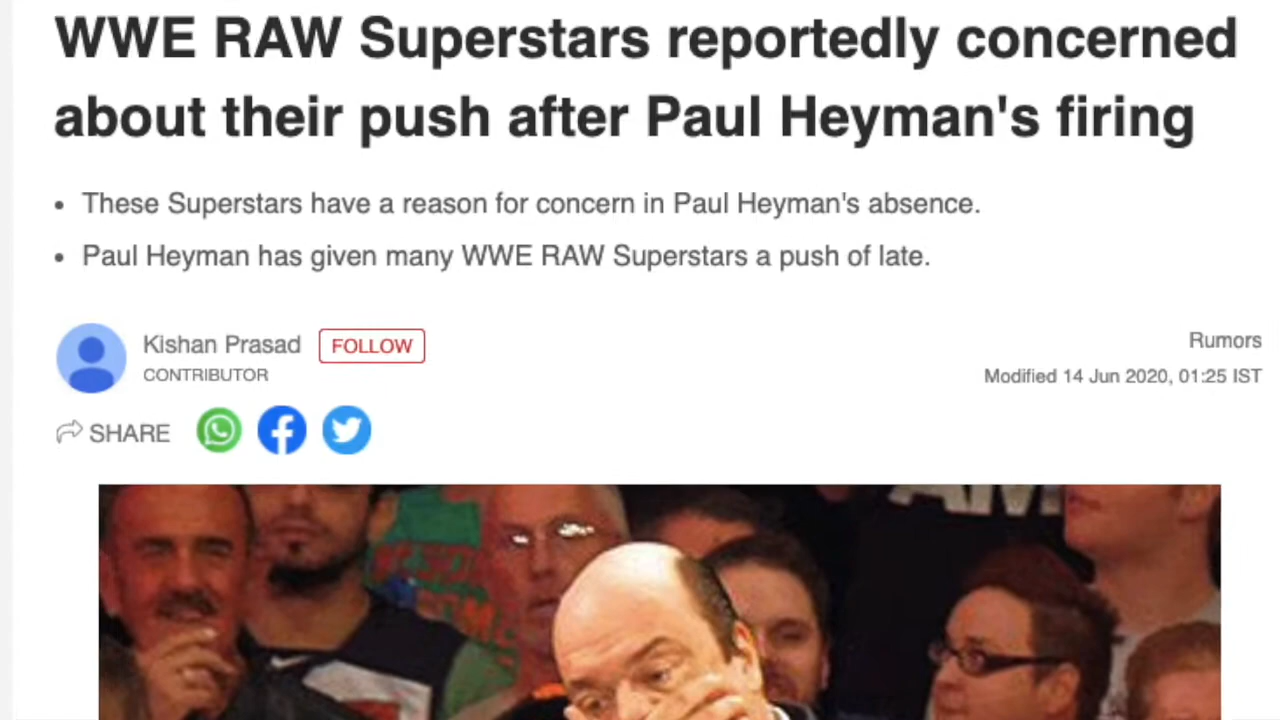 WWE RAW Superstars reportedly concerned
about their push after Paul Heyman's firing
• These Superstars have a reason for concern in Paul Heyman's absence.
• Paul Heyman has given many WWE RAW Superstars a push of late.
Kishan Prasad FOLLOW
CONTRIBUTOR
Rumors
Modified 14 Jun 2020, 01:25 IST
SHARE